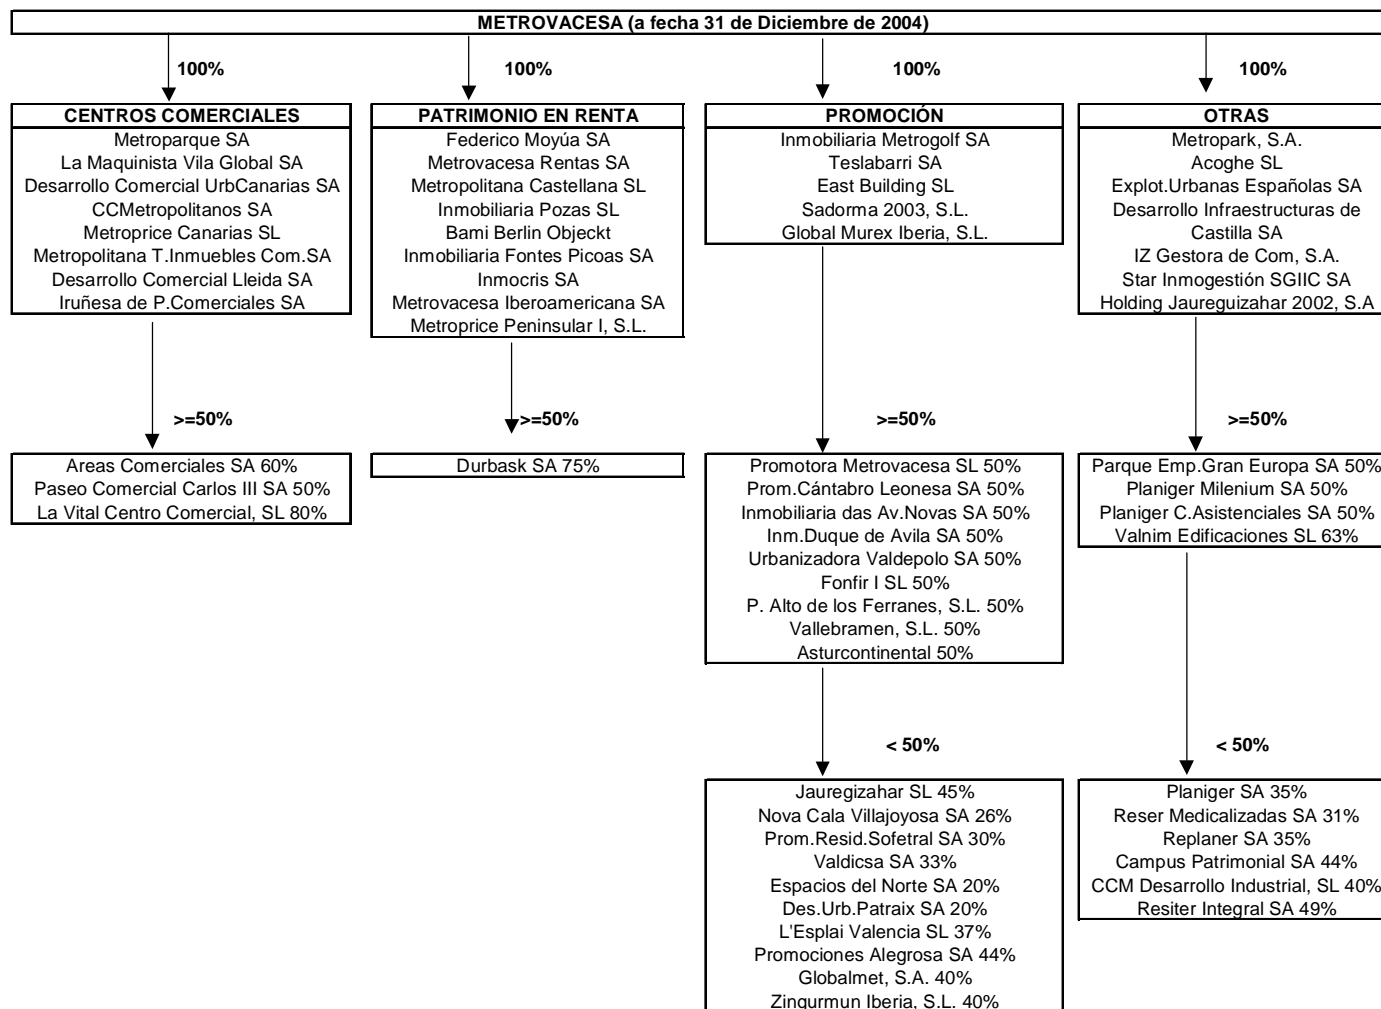 METROVACESA (a fecha 31 de Diciembre de 2004)
100%
100%
100%
100%
CENTROS COMERCIALES
Metroparque SA
La Maquinista Vila Global SA
Desarrollo Comercial UrbCanarias SA
CCMetropolitanos SA
Metroprice Canarias SL
Metropolitana T.Inmuebles Com.SA
Desarrollo Comercial Lleida SA
Iruñesa de P.Comerciales SA
PATRIMONIO EN RENTA
Federico Moyúa SA
Metrovacesa Rentas SA
Metropolitana Castellana SL
Inmobiliaria Pozas SL
Bami Berlin Objeckt
Inmobiliaria Fontes Picoas SA
Inmocris SA
Metrovacesa Iberoamericana SA
Metroprice Peninsular I, S.L.
PROMOCIÓN
Inmobiliaria Metrogolf SA
Teslabarri SA
East Building SL
Sadorma 2003, S.L.
Global Murex Iberia, S.L.
OTRAS
Metropark, S.A.
Acoghe SL
Explot.Urbanas Españolas SA
Desarrollo Infraestructuras de
Castilla SA
IZ Gestora de Com, S.A.
Star Inmogestión SGIIC SA
Holding Jaureguizahar 2002, S.A
>=50%
>=50%
>=50%
>=50%
Areas Comerciales SA 60%
Paseo Comercial Carlos III SA 50%
La Vital Centro Comercial, SL 80%
Durbask SA 75%
Promotora Metrovacesa SL 50%
Prom.Cántabro Leonesa SA 50%
Inmobiliaria das Av.Novas SA 50%
Inm.Duque de Avila SA 50%
Urbanizadora Valdepolo SA 50%
Fonfir I SL 50%
P. Alto de los Ferranes, S.L. 50%
Vallebramen, S.L. 50%
Asturcontinental 50%
Parque Emp.Gran Europa SA 50%
Planiger Milenium SA 50%
Planiger C.Asistenciales SA 50%
Valnim Edificaciones SL 63%
< 50%
< 50%
Jauregizahar SL 45%
Nova Cala Villajoyosa SA 26%
Prom.Resid.Sofetral SA 30%
Valdicsa SA 33%
Espacios del Norte SA 20%
Des.Urb.Patraix SA 20%
L'Esplai Valencia SL 37%
Promociones Alegrosa SA 44%
Globalmet, S.A. 40%
Zingurmun Iberia, S.L. 40%
Planiger SA 35%
Reser Medicalizadas SA 31%
Replaner SA 35%
Campus Patrimonial SA 44%
CCM Desarrollo Industrial, SL 40%
Resiter Integral SA 49%